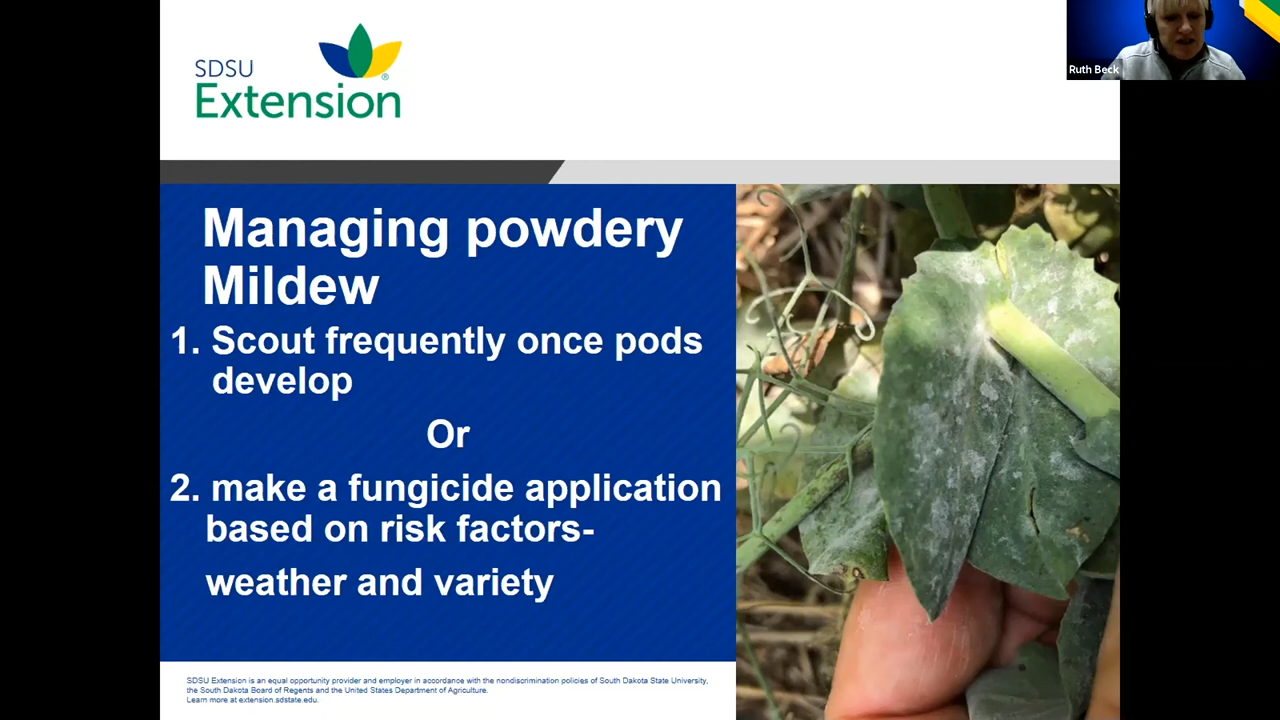 SDSU
Extension
Ruth Beck
Managing powdery
Mildew
1. Scout frequently once pods
develop
Or
2. make a fungicide application
based on risk factors-
weather and variety
SDSU Extension is an equal opportunity provider and employer in accordance with the nondiscrimination policies of South Dakota State University,
the South Dakota Board of Regents and the United States Department of Agriculture.
Learn more at extension.sdstate.edu.